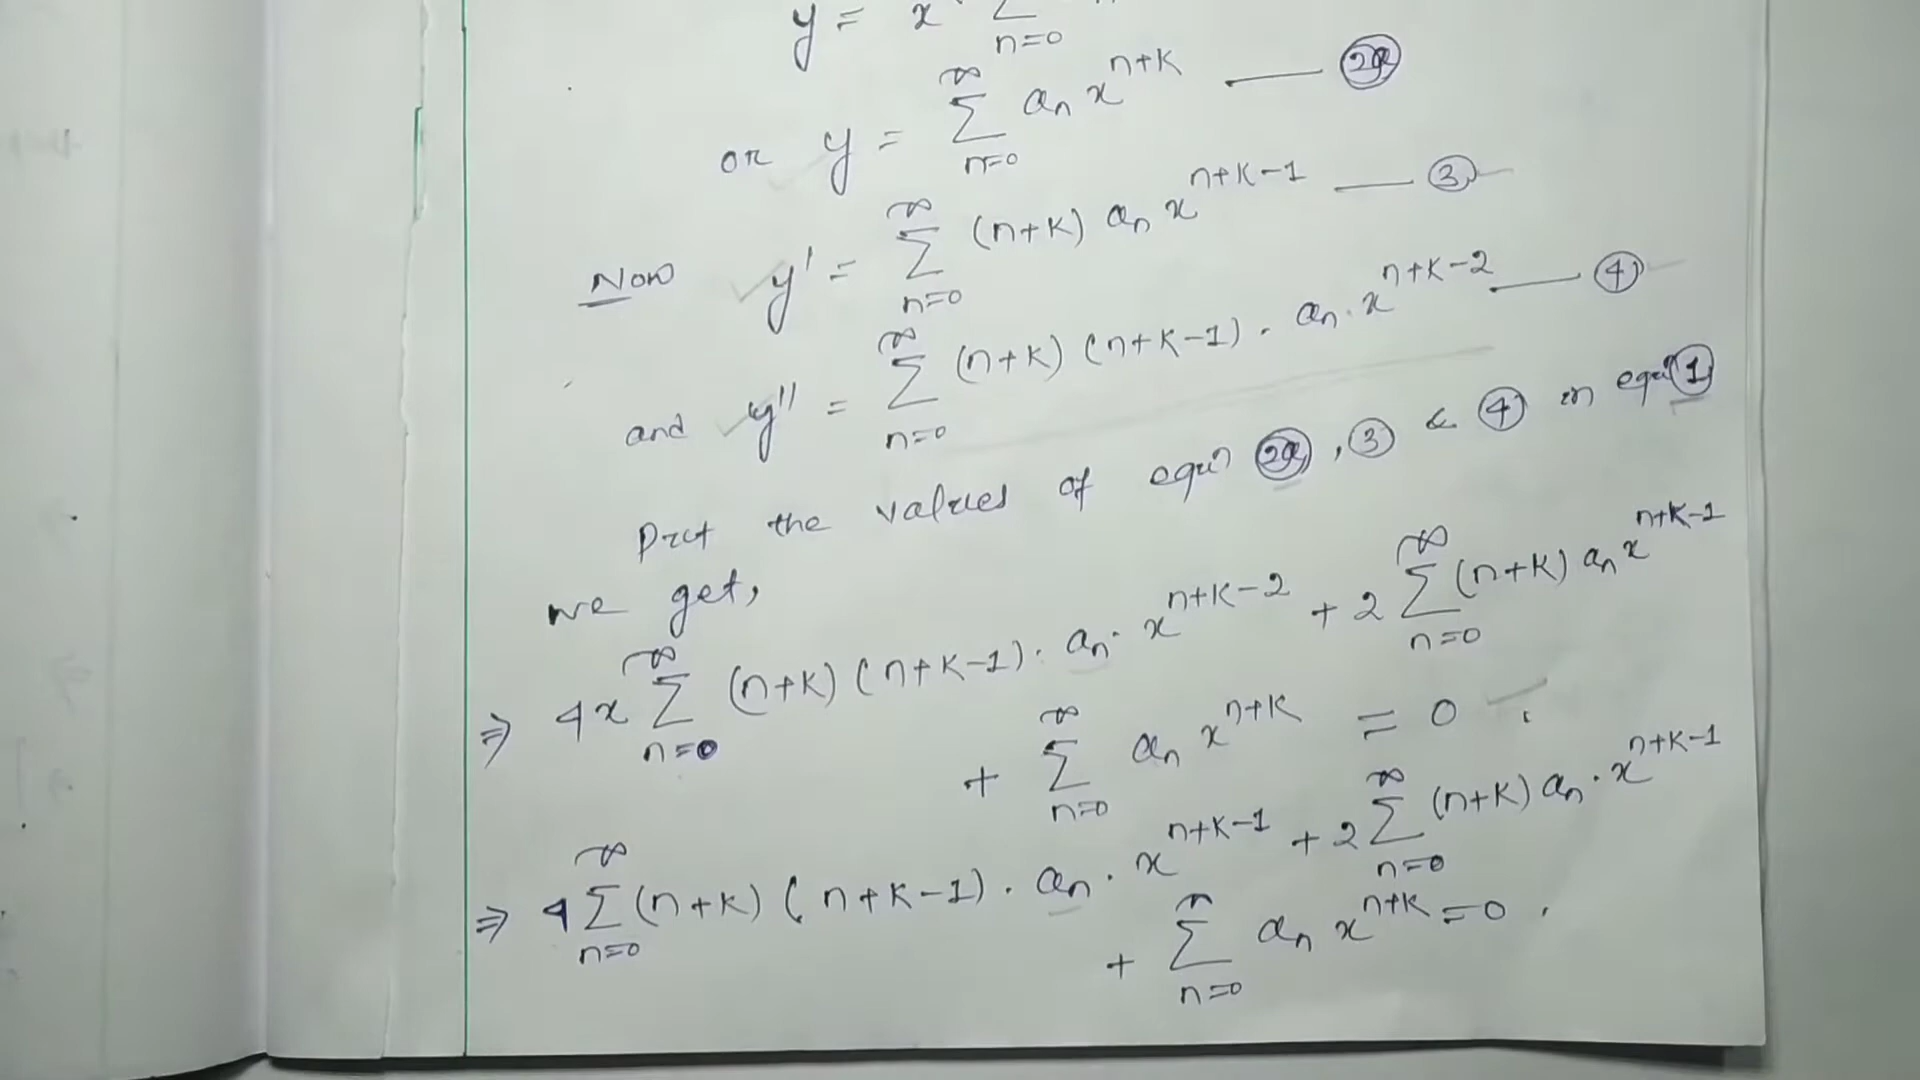 y = x Σ n=0
or y = Σ_{n=0}^{∞} a_n x^{n+k} —— (2a)
Now y' = Σ_{n=0}^{∞} (n+k) a_n x^{n+k-1} —— (3)
and y'' = Σ_{n=0}^{∞} (n+k) (n+k-1) . a_n . x^{n+k-2} —— (4)
Put the values of equn (2a), (3) & (4) in equn (1)
we get,
⇒ 4x Σ_{n=0}^{∞} (n+k) (n+k-1) . a_n . x^{n+k-2} + 2 Σ_{n=0}^{∞} (n+k) a_n x^{n+k-1}
+ Σ_{n=0}^{∞} a_n x^{n+k} = 0 .
⇒ 4 Σ_{n=0}^{∞} (n+k) (n+k-1) . a_n . x^{n+k-1} + 2 Σ_{n=0}^{∞} (n+k) a_n . x^{n+k-1}
+ Σ_{n=0} a_n x^{n+k} = 0 .